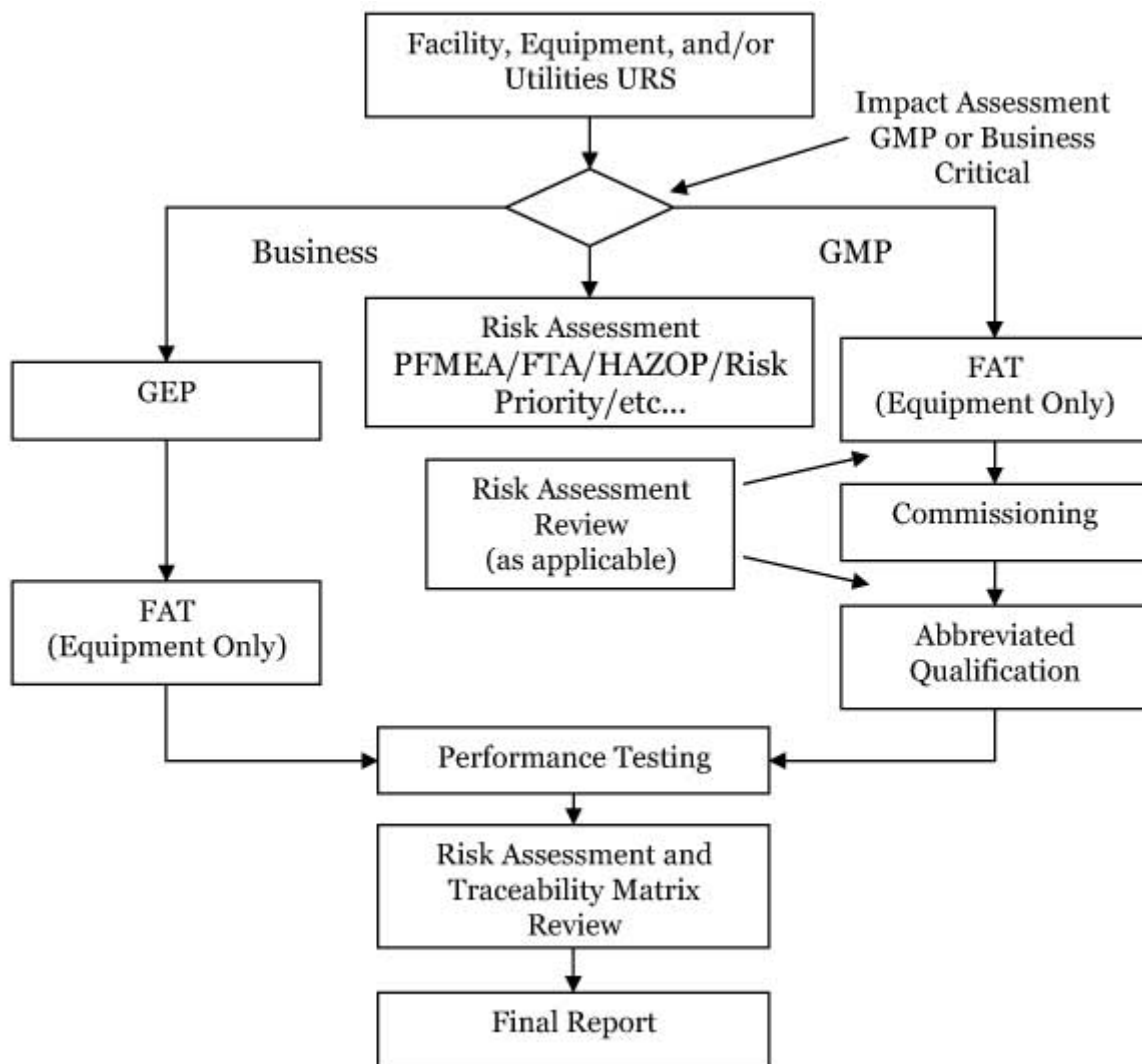 Facility, Equipment, and/or
Utilities URS
Impact Assessment
GMP or Business
Critical
Business
GMP
Risk Assessment
PFMEA/FTA/HAZOP/Risk
Priority/etc...
GEP
FAT
(Equipment Only)
Risk Assessment
Review
(as applicable)
Commissioning
FAT
(Equipment Only)
Abbreviated
Qualification
Performance Testing
Risk Assessment and
Traceability Matrix
Review
Final Report